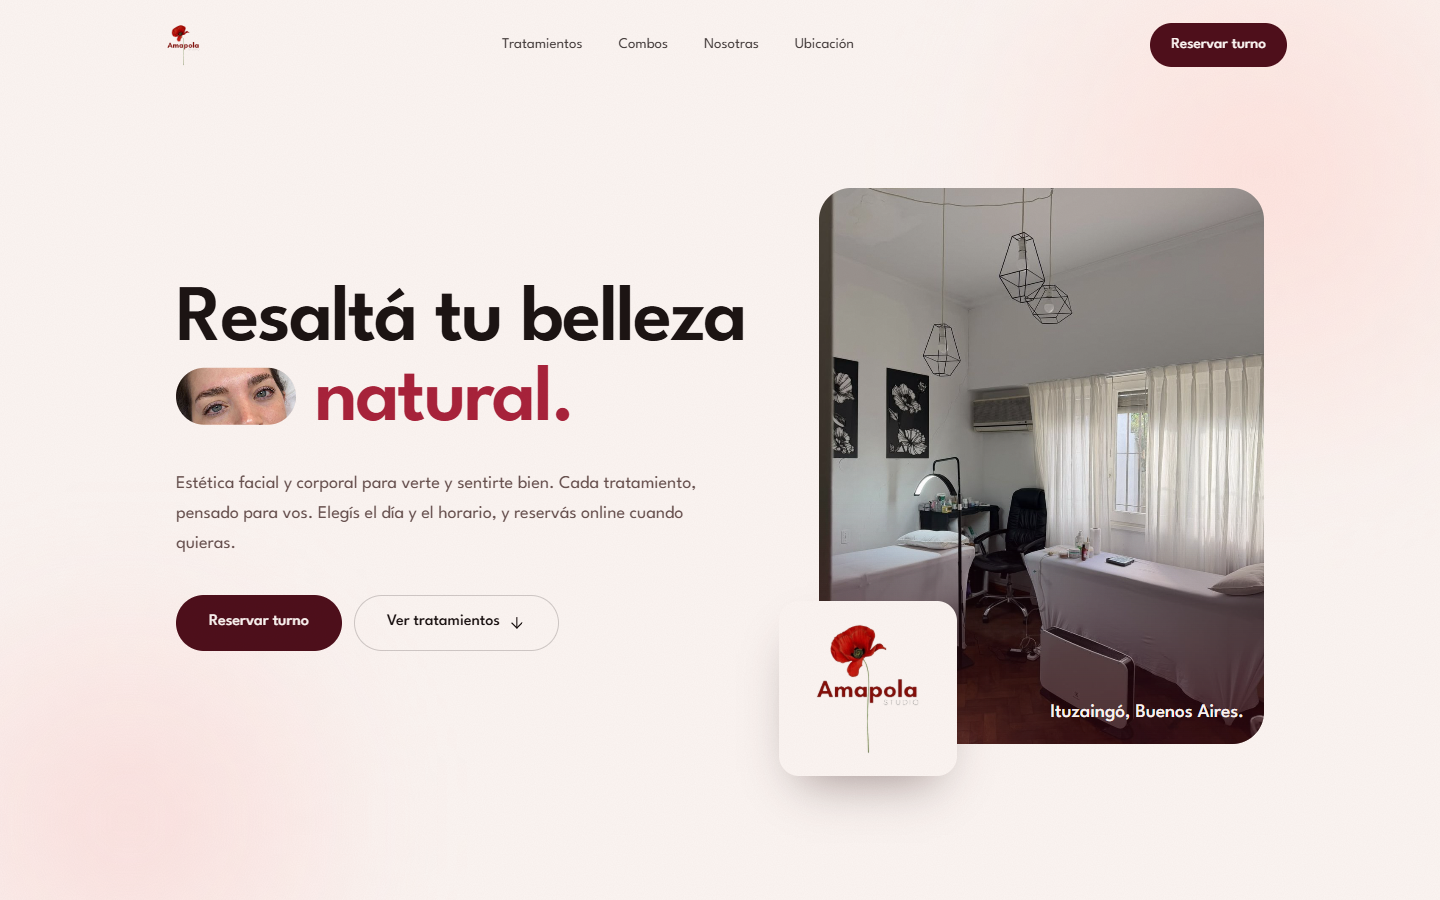 Amapola
Tratamientos
Combos
Nosotras
Ubicación
Reservar turno
Resaltá tu belleza
natural.
Estética facial y corporal para verte y sentirte bien. Cada tratamiento,
pensado para vos. Elegís el día y el horario, y reservás online cuando
quieras.
Reservar turno
Ver tratamientos
Amapola
STUDIO
Ituzaingó, Buenos Aires.